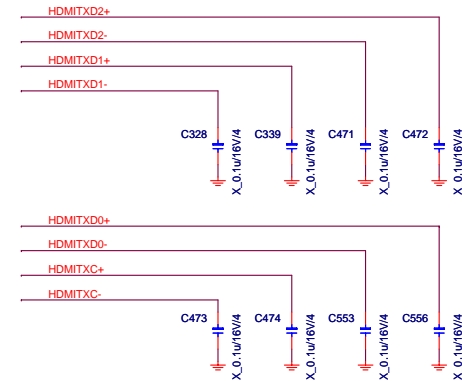 HDMITXD2+
HDMITXD2-
HDMITXD1+
HDMITXD1-
C328
X_0.1u/16V/4
C339
X_0.1u/16V/4
C471
X_0.1u/16V/4
C472
X_0.1u/16V/4
HDMITXD0+
HDMITXD0-
HDMITXC+
HDMITXC-
C473
X_0.1u/16V/4
C474
X_0.1u/16V/4
C553
X_0.1u/16V/4
C556
X_0.1u/16V/4